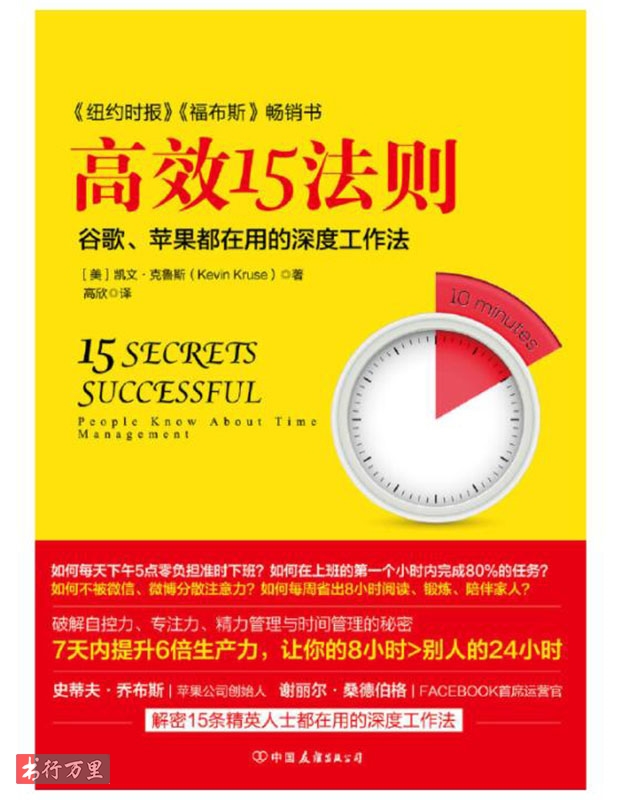 《纽约时报》《福布斯》畅销书
高效15法则
谷歌、苹果都在用的深度工作法
[美]凯文·克鲁斯(Kevin Kruse)◎著
高欣◎译
10 minutes
15 SECRETS
SUCCESSFUL
People Know About Time
Management
如何每天下午5点零负担准时下班?如何在上班的第一个小时内完成80%的任务?
如何不被微信、微博分散注意力?如何每周省出8小时阅读、锻炼、陪伴家人?
破解自控力、专注力、精力管理与时间管理的秘密
7天内提升6倍生产力,让你的8小时>别人的24小时
史蒂夫·乔布斯|苹果公司创始人 谢丽尔·桑德伯格|FACEBOOK首席运营官
解密15条精英人士都在用的深度工作法
中国友谊出版公司
书行万里